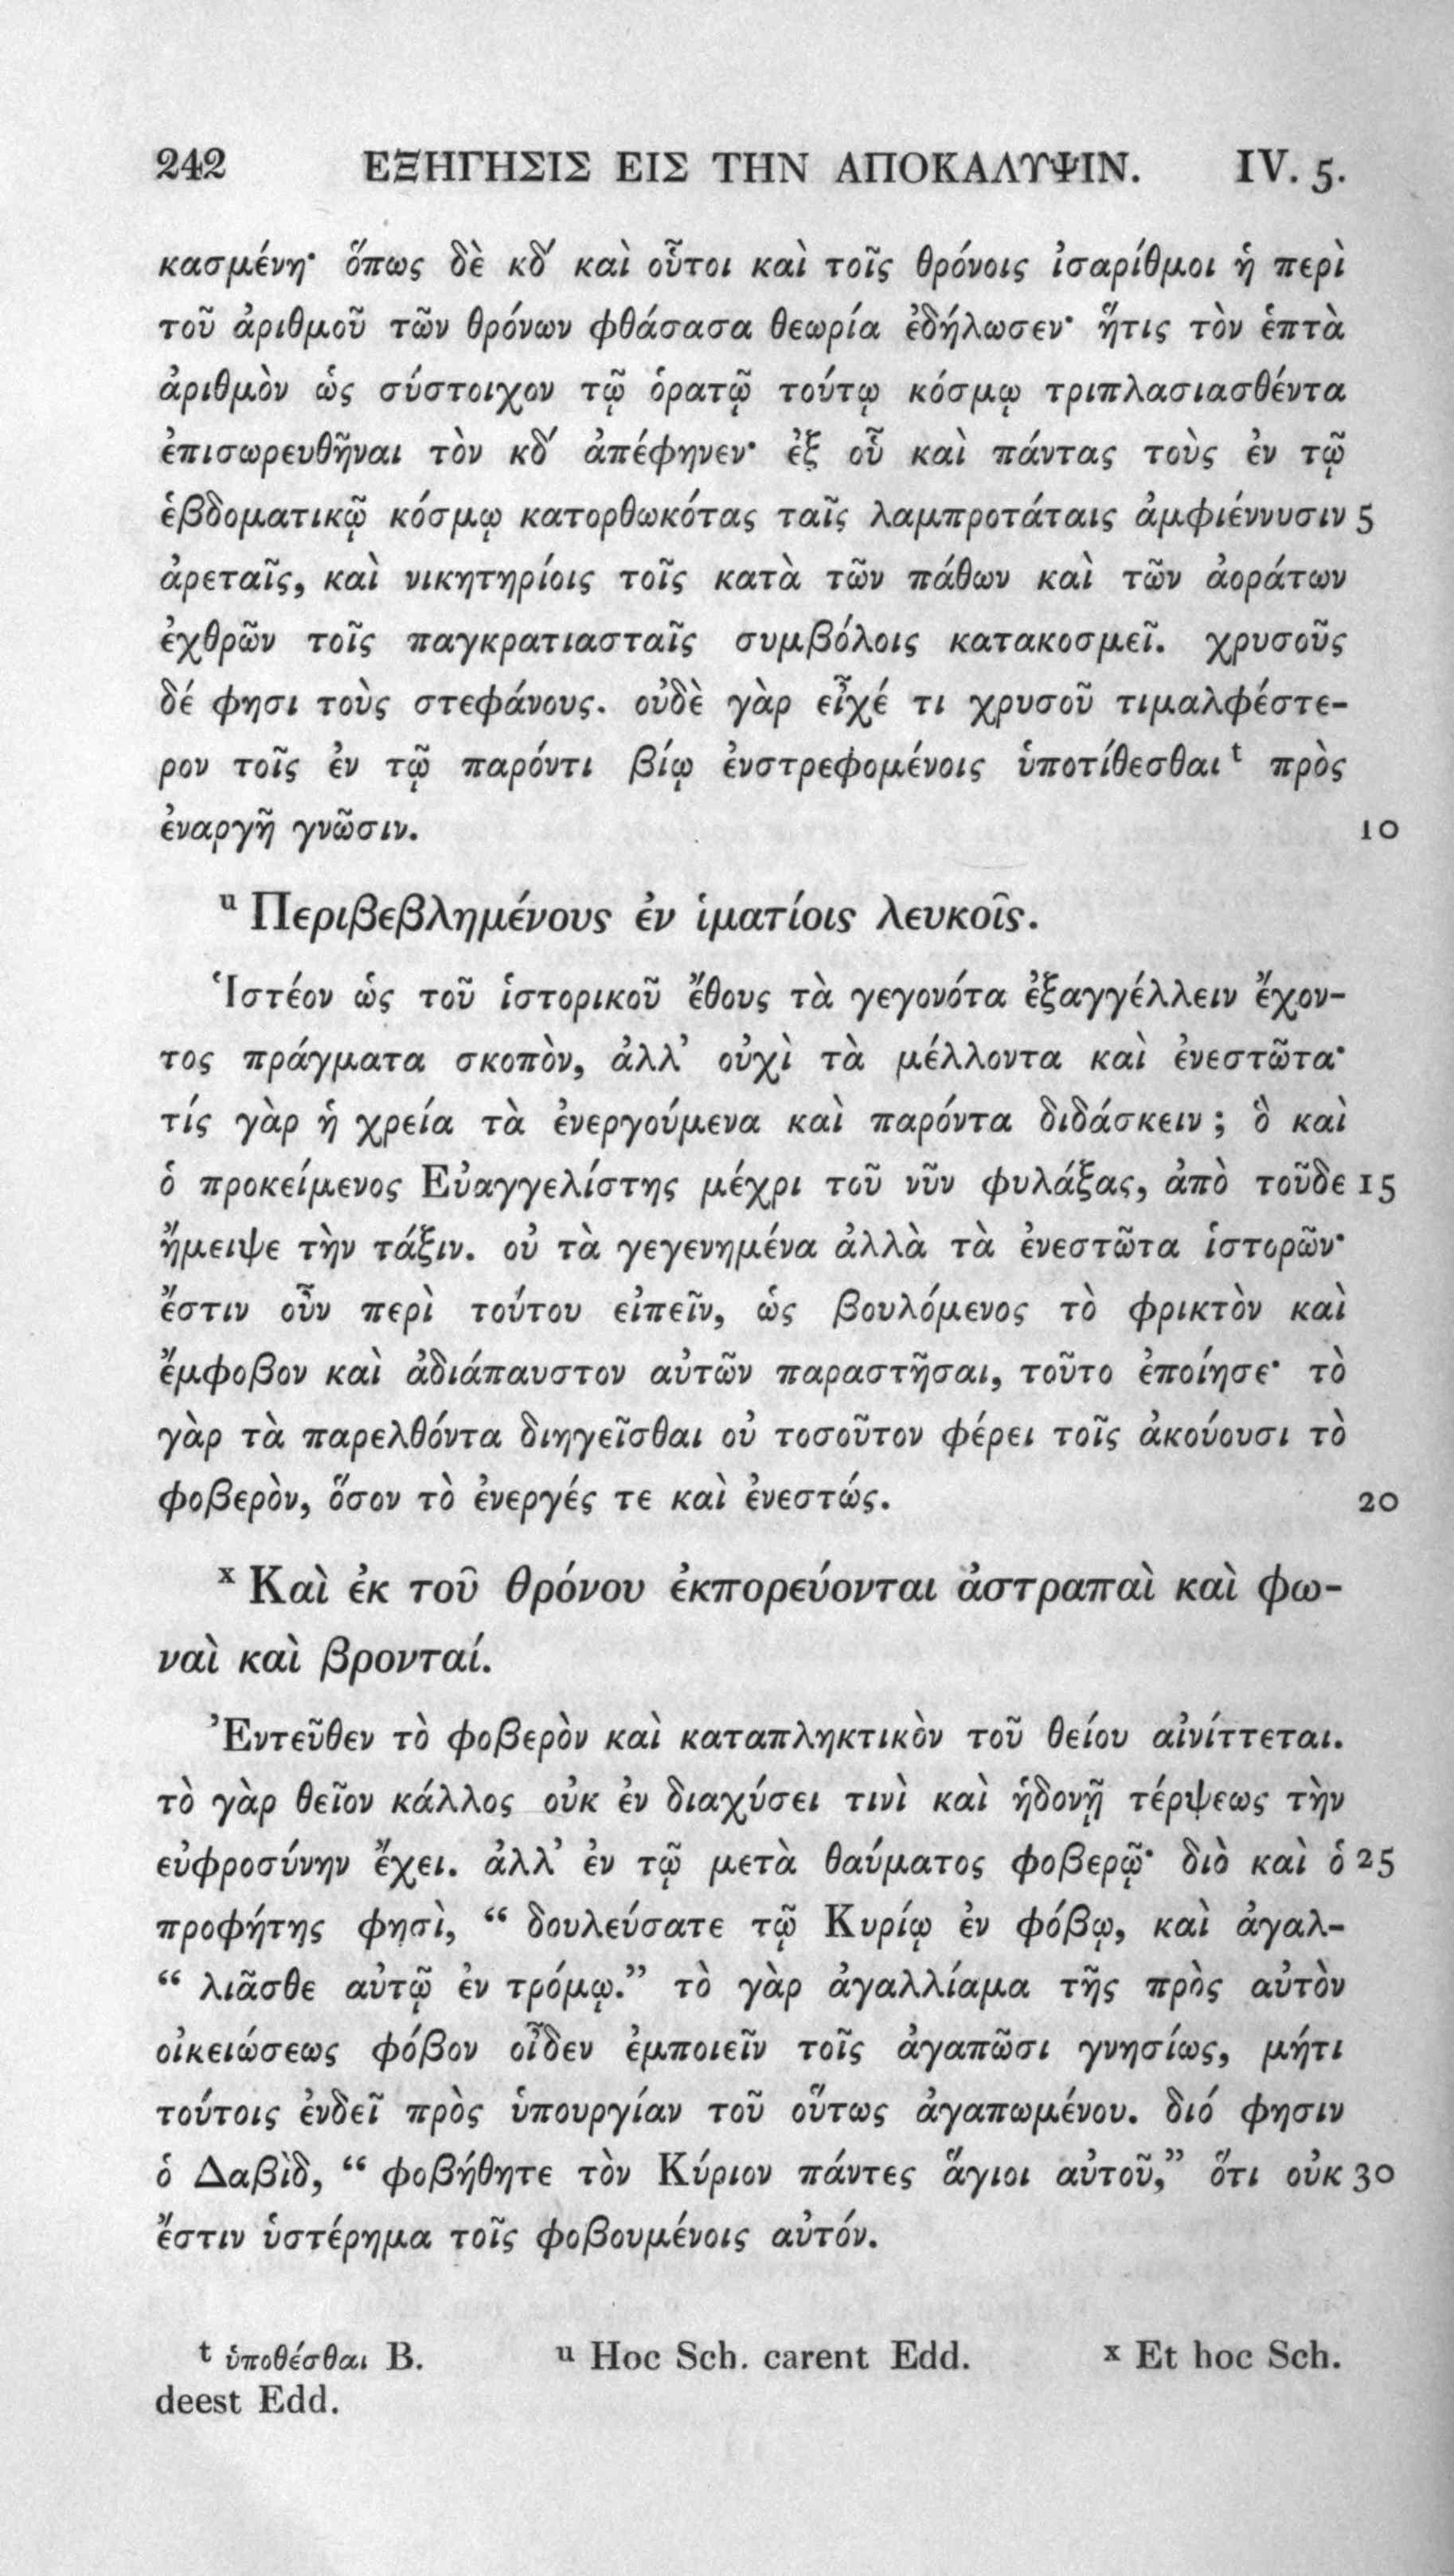 242 ΕΞΗΓΗΣΙΣ ΕΙΣ ΤΗΝ ΑΠΟΚΑΛΥΨΙΝ. IV. 5.
κασμένη· ὅπως δὲ κδʹ καὶ οὗτοι καὶ τοῖς θρόνοις ἰσαρίθμοι ἡ περὶ
τοῦ ἀριθμοῦ τῶν θρόνων φθάσασα θεωρία ἐδήλωσεν· ἥτις τὸν ἑπτὰ
ἀριθμὸν ὡς σύστοιχον τῷ ὁρατῷ τούτῳ κόσμῳ τριπλασιασθέντα
ἐπισωρευθῆναι τὸν κδʹ ἀπέφηνεν· ἐξ οὗ καὶ πάντας τοὺς ἐν τῷ
ἑβδοματικῷ κόσμῳ κατορθωκότας ταῖς λαμπροτάταις ἀμφιέννυσιν 5
ἀρεταῖς, καὶ νικητηρίοις τοῖς κατὰ τῶν πάθων καὶ τῶν ἀοράτων
ἐχθρῶν τοῖς παγκρατιασταῖς συμβόλοις κατακοσμεῖ. χρυσοῦς
δέ φησι τοὺς στεφάνους. οὐδὲ γὰρ εἶχέ τι χρυσοῦ τιμαλφέστε-
ρον τοῖς ἐν τῷ παρόντι βίῳ ἐνστρεφομένοις ὑποτίθεσθαι t πρὸς
ἐναργῆ γνῶσιν. 10
u Περιβεβλημένους ἐν ἱματίοις λευκοῖς.
Ἱστέον ὡς τοῦ ἱστορικοῦ ἔθους τὰ γεγονότα ἐξαγγέλλειν ἔχον-
τος πράγματα σκοπὸν, ἀλλ’ οὐχὶ τὰ μέλλοντα καὶ ἐνεστῶτα·
τίς γὰρ ἡ χρεία τὰ ἐνεργούμενα καὶ παρόντα διδάσκειν; ὃ καὶ
ὁ προκείμενος Εὐαγγελίστης μέχρι τοῦ νῦν φυλάξας, ἀπὸ τοῦδε 15
ἤμειψε τὴν τάξιν. οὐ τὰ γεγενημένα ἀλλὰ τὰ ἐνεστῶτα ἱστορῶν·
ἔστιν οὖν περὶ τούτου εἰπεῖν, ὡς βουλόμενος τὸ φρικτὸν καὶ
ἔμφοβον καὶ ἀδιάπαυστον αὐτῶν παραστῆσαι, τοῦτο ἐποίησε· τὸ
γὰρ τὰ παρελθόντα διηγεῖσθαι οὐ τοσοῦτον φέρει τοῖς ἀκούουσι τὸ
φοβερὸν, ὅσον τὸ ἐνεργές τε καὶ ἐνεστώς. 20
x Καὶ ἐκ τοῦ θρόνου ἐκπορεύονται ἀστραπαὶ καὶ φω-
ναὶ καὶ βρονταί.
Ἐντεῦθεν τὸ φοβερὸν καὶ καταπληκτικὸν τοῦ θείου αἰνίττεται.
τὸ γὰρ θεῖον κάλλος οὐκ ἐν διαχύσει τινὶ καὶ ἡδονῇ τέρψεως τὴν
εὐφροσύνην ἔχει. ἀλλ’ ἐν τῷ μετὰ θαύματος φοβερῷ· διὸ καὶ ὁ 25
προφήτης φησὶ, “ δουλεύσατε τῷ Κυρίῳ ἐν φόβῳ, καὶ ἀγαλ-
“ λιᾶσθε αὐτῷ ἐν τρόμῳ.” τὸ γὰρ ἀγαλλίαμα τῆς πρὸς αὐτὸν
οἰκειώσεως φόβον οἶδεν ἐμποιεῖν τοῖς ἀγαπῶσι γνησίως, μήτι
τούτοις ἐνδεῖ πρὸς ὑπουργίαν τοῦ οὕτως ἀγαπωμένου. διό φησιν
ὁ Δαβὶδ, “ φοβήθητε τὸν Κύριον πάντες ἅγιοι αὐτοῦ,” ὅτι οὐκ 30
ἔστιν ὑστέρημα τοῖς φοβουμένοις αὐτόν.
t ὑποθέσθαι B. u Hoc Sch. carent Edd. x Et hoc Sch.
deest Edd.